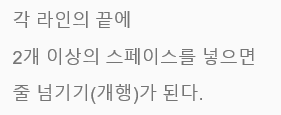 각 라인의 끝에
2개 이상의 스페이스를 넣으면
줄 넘기기(개행)가 된다.